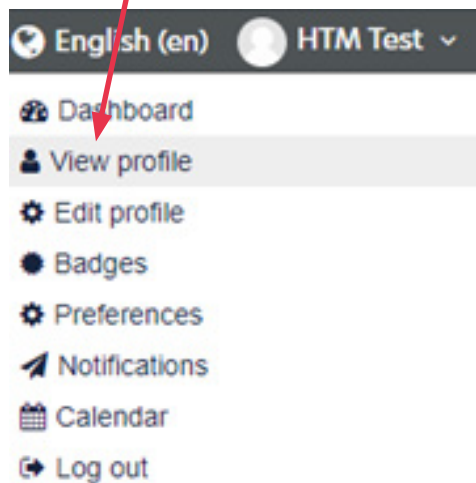 English (en) HTM Test
Dashboard
View profile
Edit profile
Badges
Preferences
Notifications
Calendar
Log out